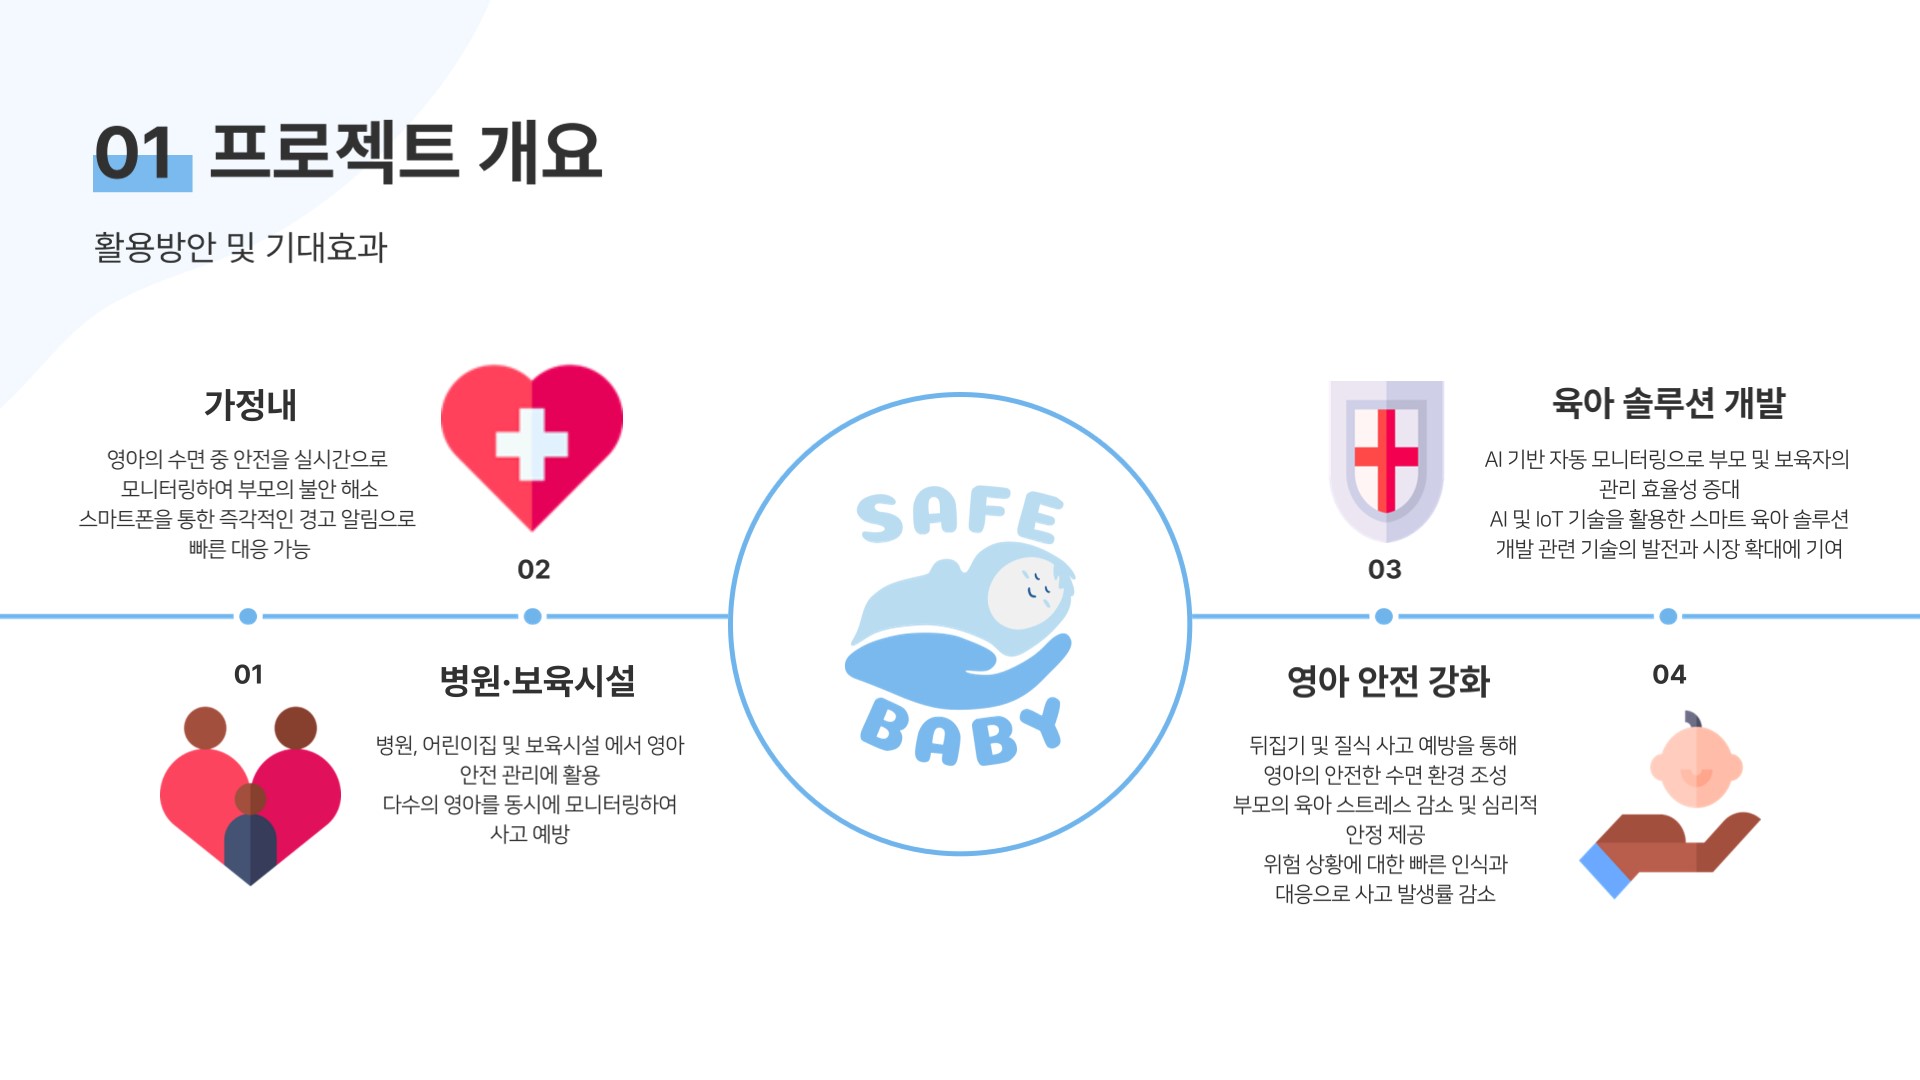 01 프로젝트 개요
활용방안 및 기대효과
가정내
영아의 수면 중 안전을 실시간으로
모니터링하여 부모의 불안 해소
스마트폰을 통한 즉각적인 경고 알림으로
빠른 대응 가능
01
02
병원·보육시설
병원, 어린이집 및 보육시설 에서 영아
안전 관리에 활용
다수의 영아를 동시에 모니터링하여
사고 예방
SAFE
BABY
03
영아 안전 강화
뒤집기 및 질식 사고 예방을 통해
영아의 안전한 수면 환경 조성
부모의 육아 스트레스 감소 및 심리적
안정 제공
위험 상황에 대한 빠른 인식과
대응으로 사고 발생률 감소
육아 솔루션 개발
AI 기반 자동 모니터링으로 부모 및 보육자의
관리 효율성 증대
AI 및 IoT 기술을 활용한 스마트 육아 솔루션
개발 관련 기술의 발전과 시장 확대에 기여
04